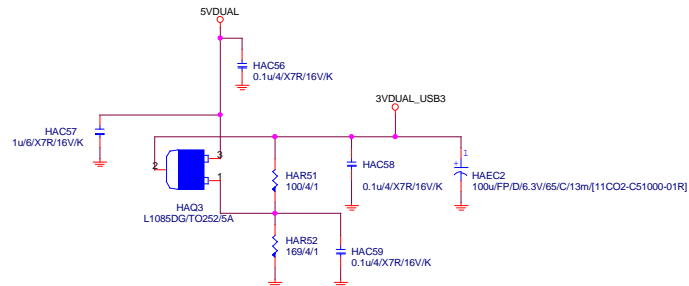 5VDUAL
HAC56
0.1u/4/X7R/16V/K
3VDUAL_USB3
HAC57
1u/6/X7R/16V/K
1
3
2
1
HAR51
100/4/1
HAC58
0.1u/4/X7R/16V/K
+
HAEC2
100u/FP/D/6.3V/65/C/13m/[11CO2-C51000-01R]
HAQ3
L1085DG/TO252/5A
HAR52
169/4/1
HAC59
0.1u/4/X7R/16V/K